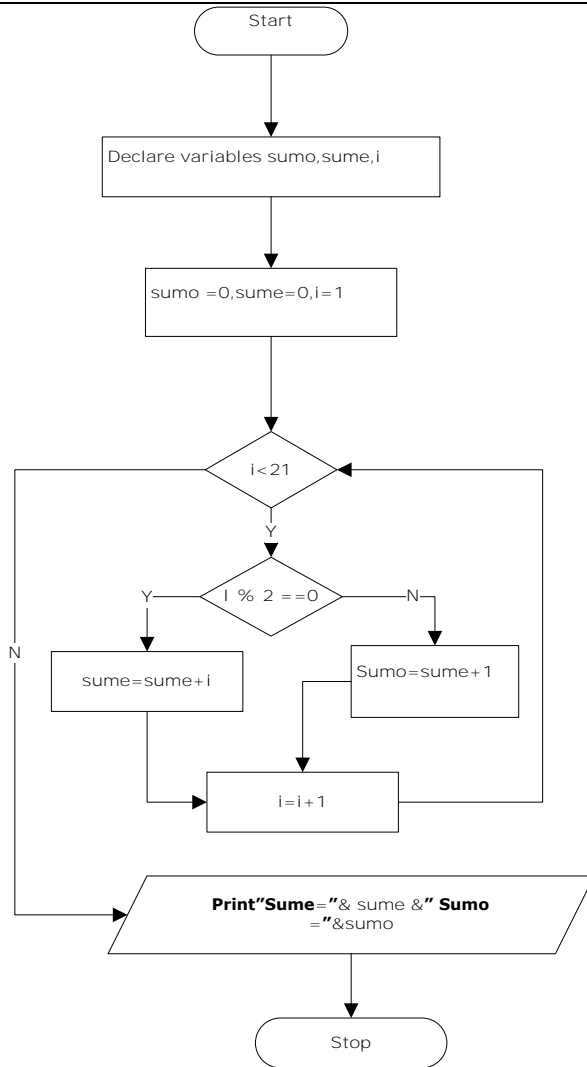 Start
Declare variables sumo,sume,i
sumo =0,sume=0,i=1
i<21
Y
I % 2 ==0
Y
N
N
sume=sume+i
Sumo=sume+1
i=i+1
Print"Sume="& sume &" Sumo
="&sumo
Stop